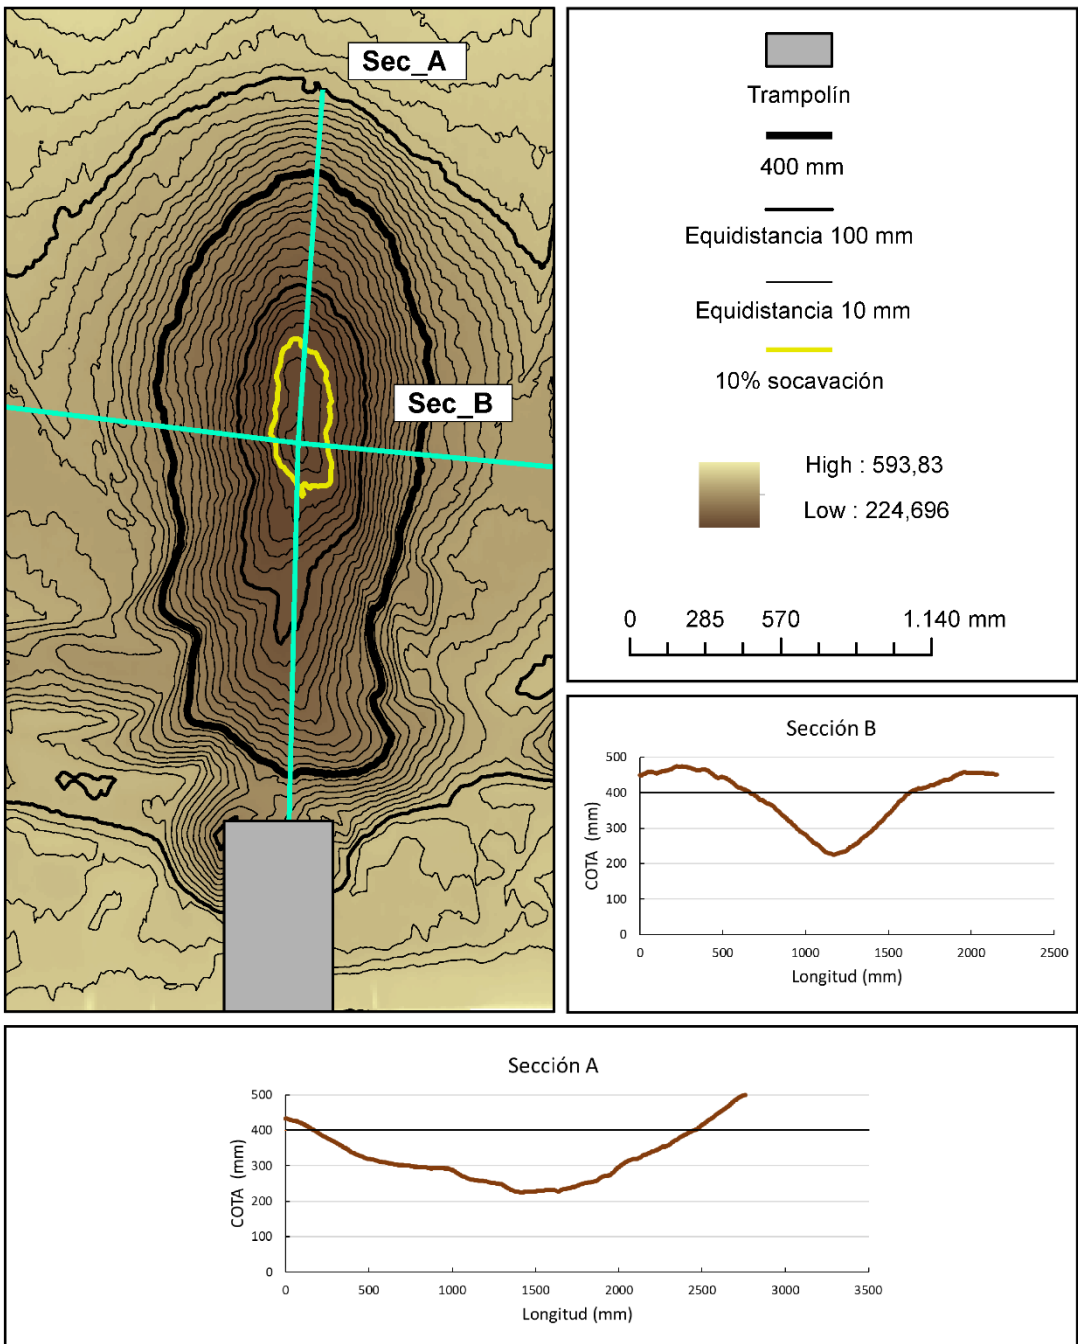 Sec_A
Sec_B
Trampolín
400 mm
Equidistancia 100 mm
Equidistancia 10 mm
10% socavación
High : 593,83
Low : 224,696
0 285 570 1.140 mm
Sección B
500
400
300
200
100
0
COTA (mm)
0 500 1000 1500 2000 2500
Longitud (mm)
Sección A
500
400
300
200
100
0
COTA (mm)
0 500 1000 1500 2000 2500 3000 3500
Longitud (mm)